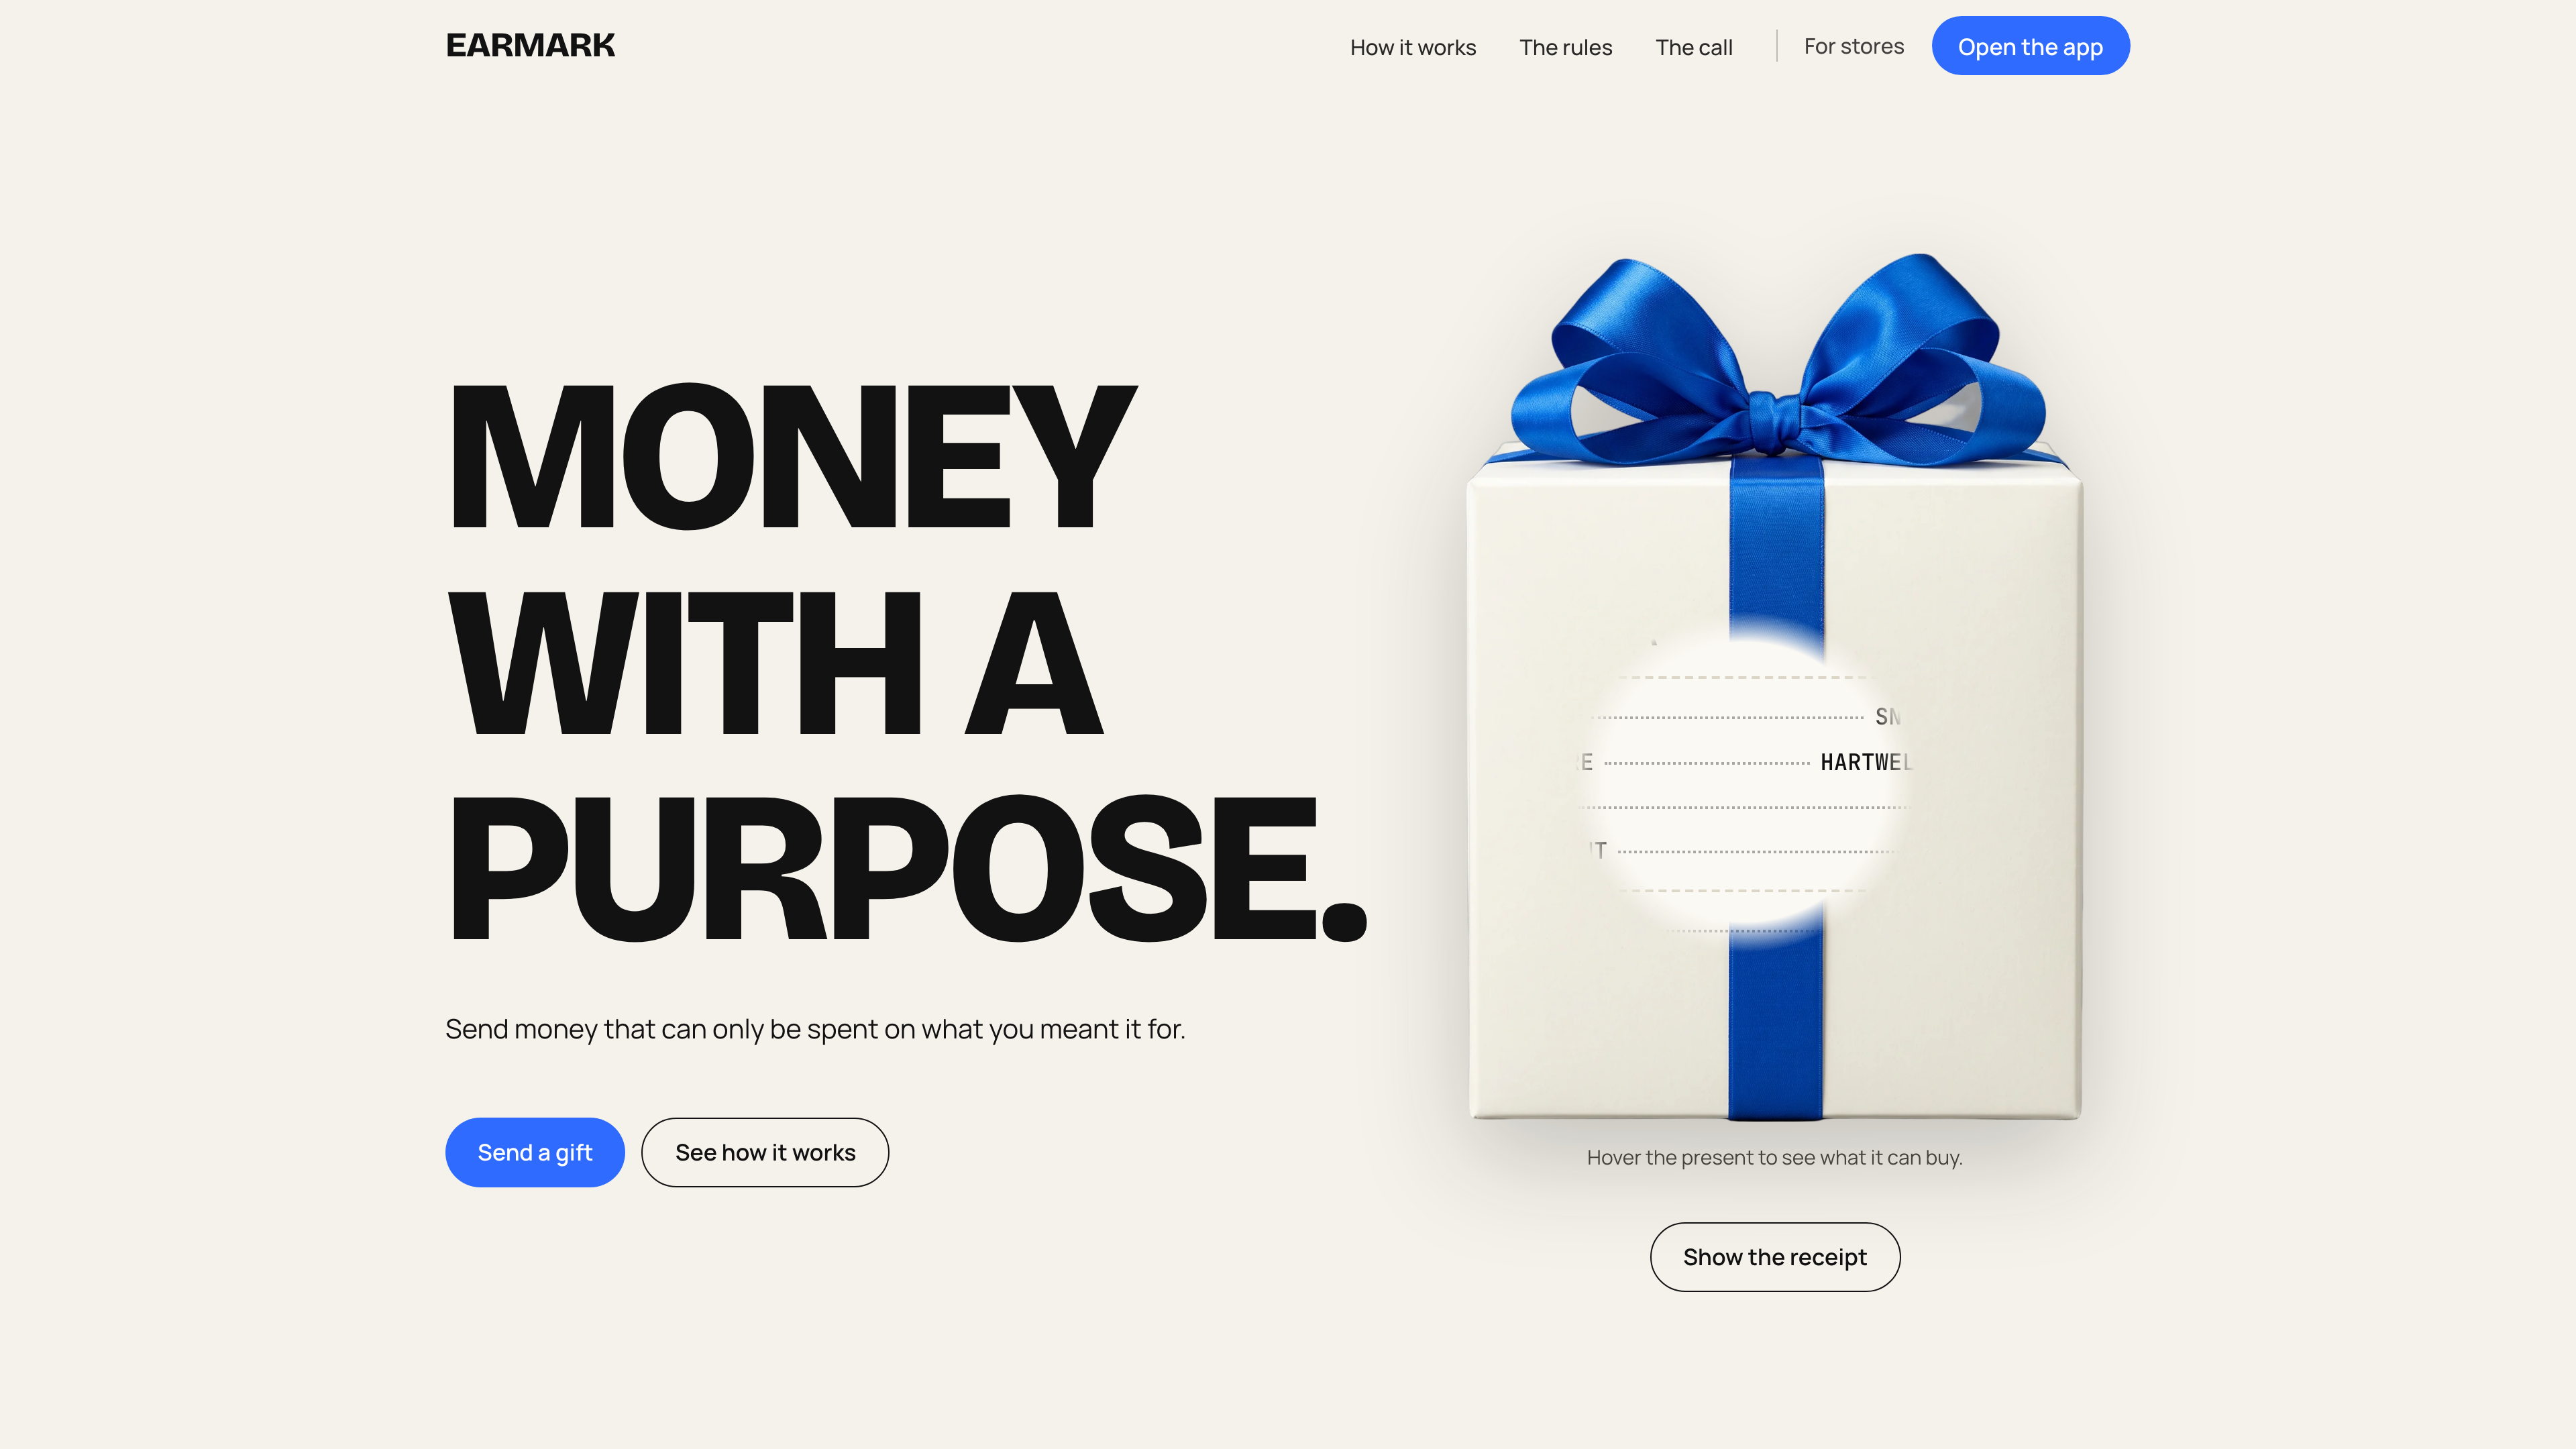 EARMARK
How it works
The rules
The call
For stores
Open the app
MONEY
WITH A
PURPOSE.
Send money that can only be spent on what you meant it for.
Send a gift
See how it works
Hover the present to see what it can buy.
Show the receipt